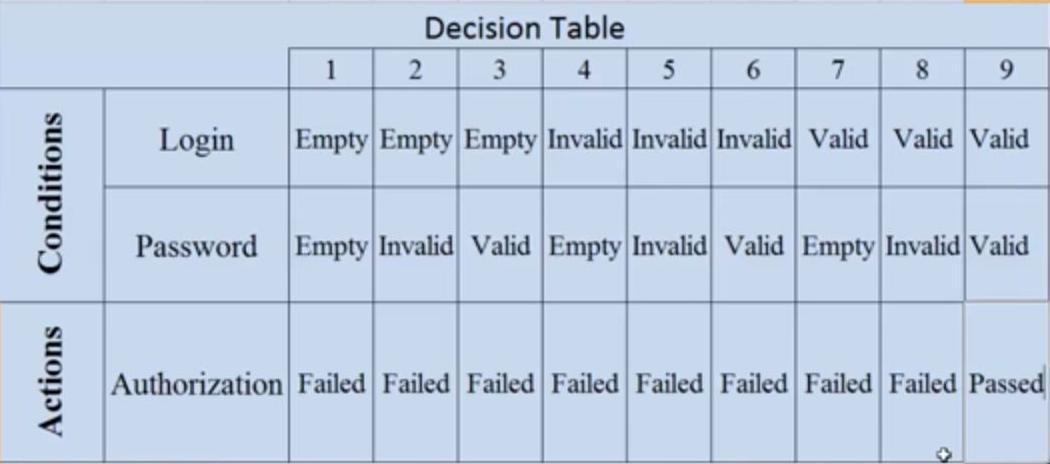 Decision Table
1 2 3 4 5 6 7 8 9
Conditions
Login Empty Empty Empty Invalid Invalid Invalid Valid Valid Valid
Password Empty Invalid Valid Empty Invalid Valid Empty Invalid Valid
Actions
Authorization Failed Failed Failed Failed Failed Failed Failed Failed Passed